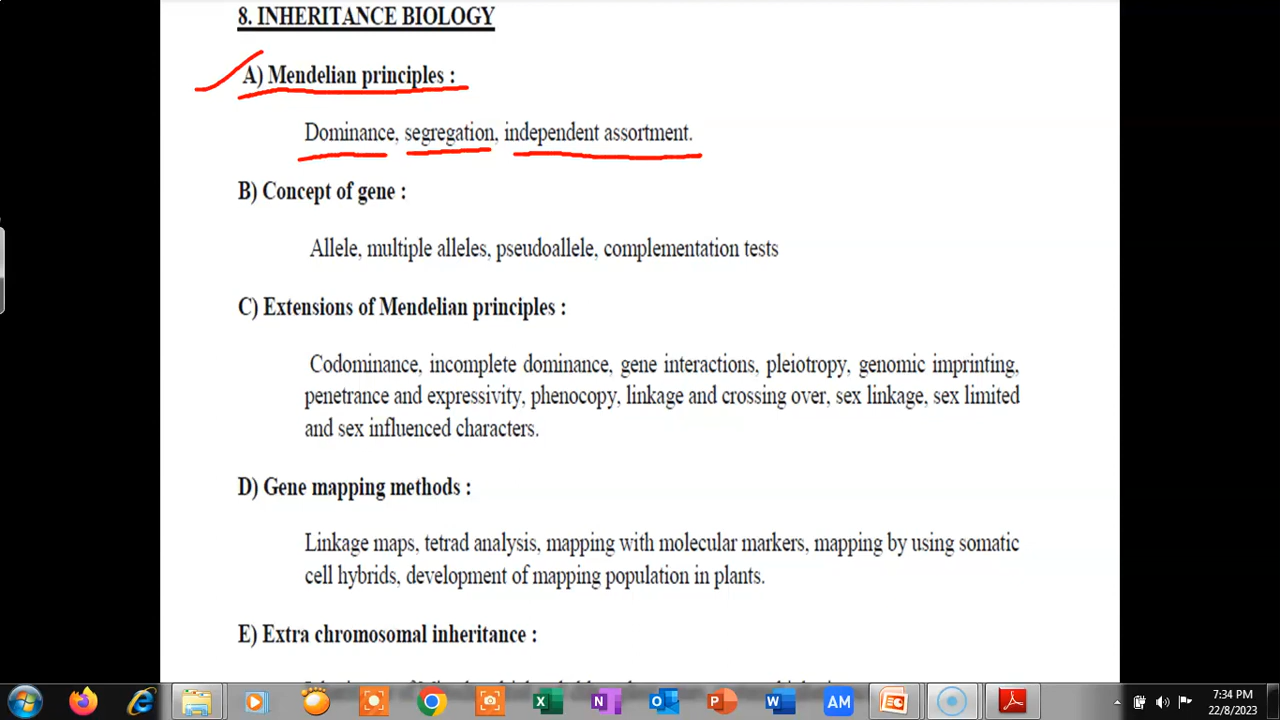 8. INHERITANCE BIOLOGY
A) Mendelian principles :
Dominance, segregation, independent assortment.
B) Concept of gene :
Allele, multiple alleles, pseudoallele, complementation tests
C) Extensions of Mendelian principles :
Codominance, incomplete dominance, gene interactions, pleiotropy, genomic imprinting,
penetrance and expressivity, phenocopy, linkage and crossing over, sex linkage, sex limited
and sex influenced characters.
D) Gene mapping methods :
Linkage maps, tetrad analysis, mapping with molecular markers, mapping by using somatic
cell hybrids, development of mapping population in plants.
E) Extra chromosomal inheritance :
AM
7:34 PM
22/8/2023